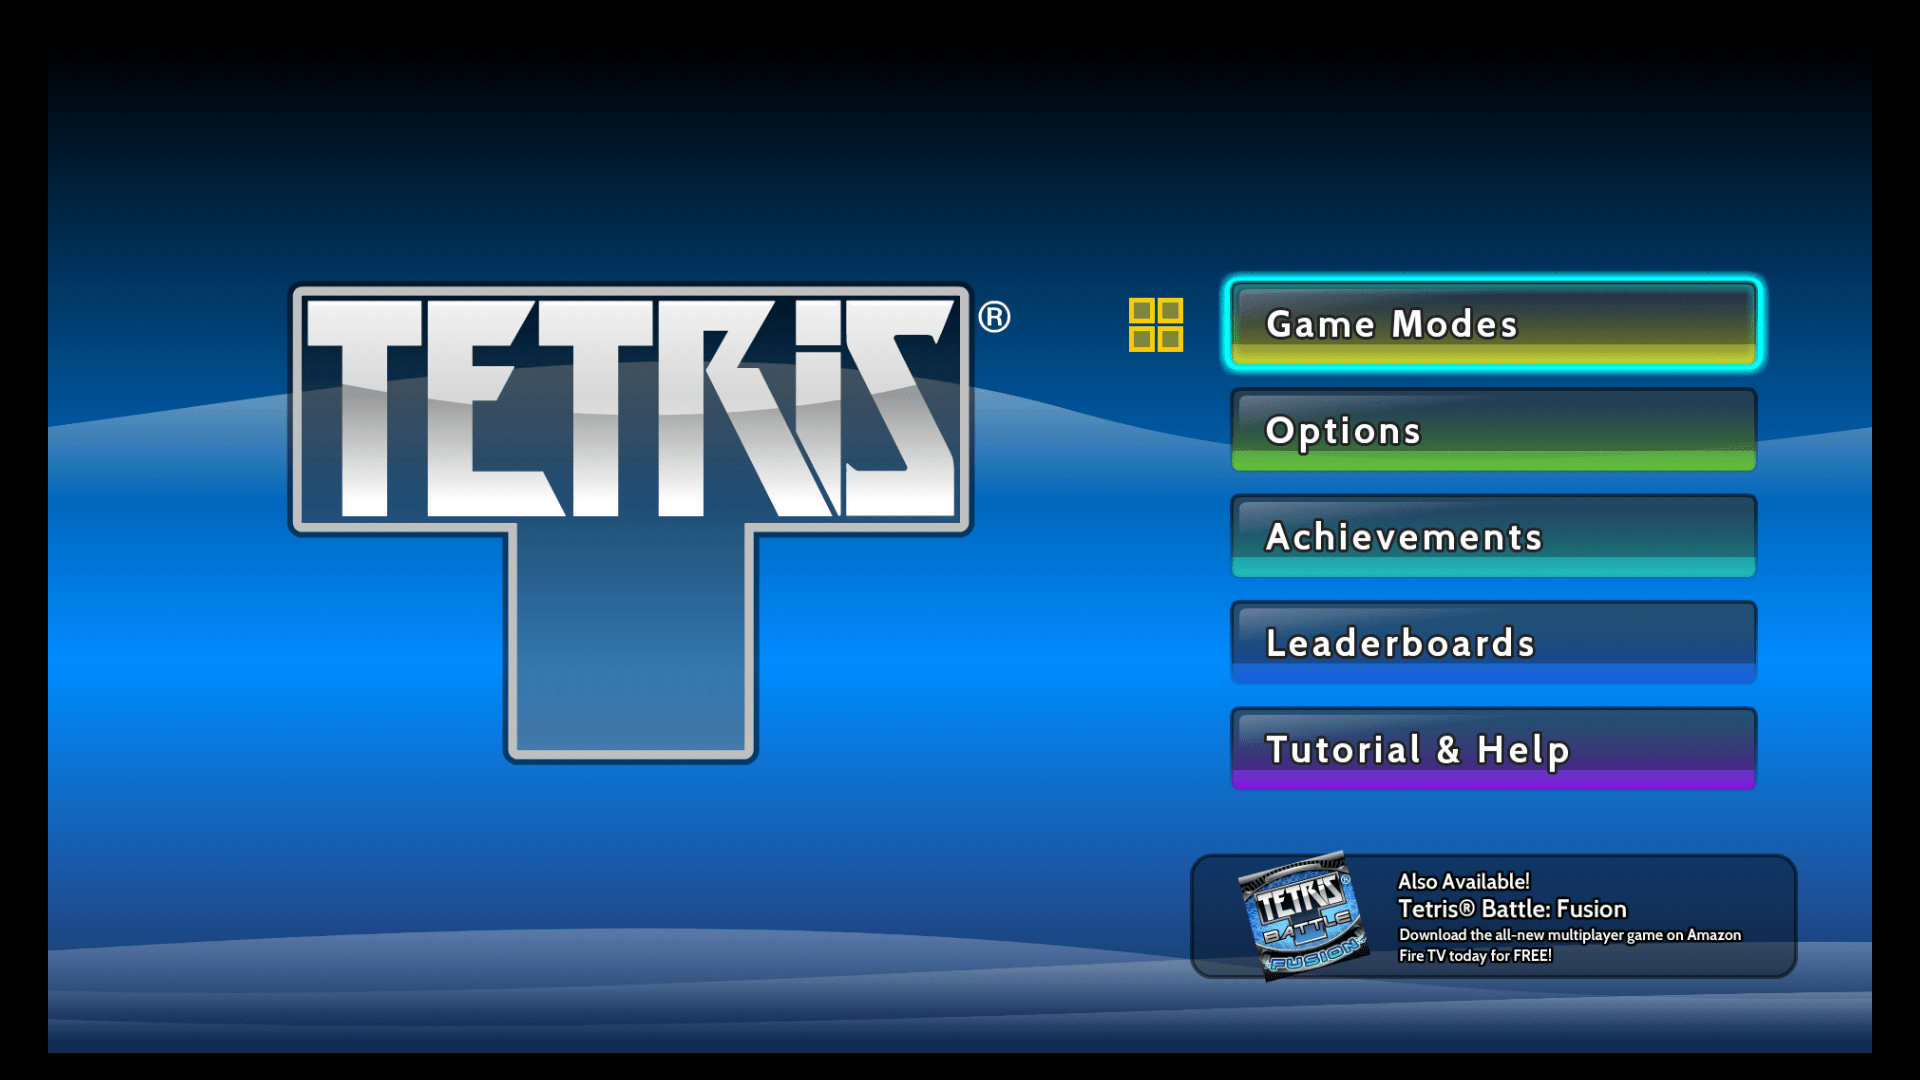 TETRIS®
Game Modes
Options
Achievements
Leaderboards
Tutorial & Help
TETRIS®
BATTLE
FUSION
Also Available!
Tetris® Battle: Fusion
Download the all-new multiplayer game on Amazon
Fire TV today for FREE!